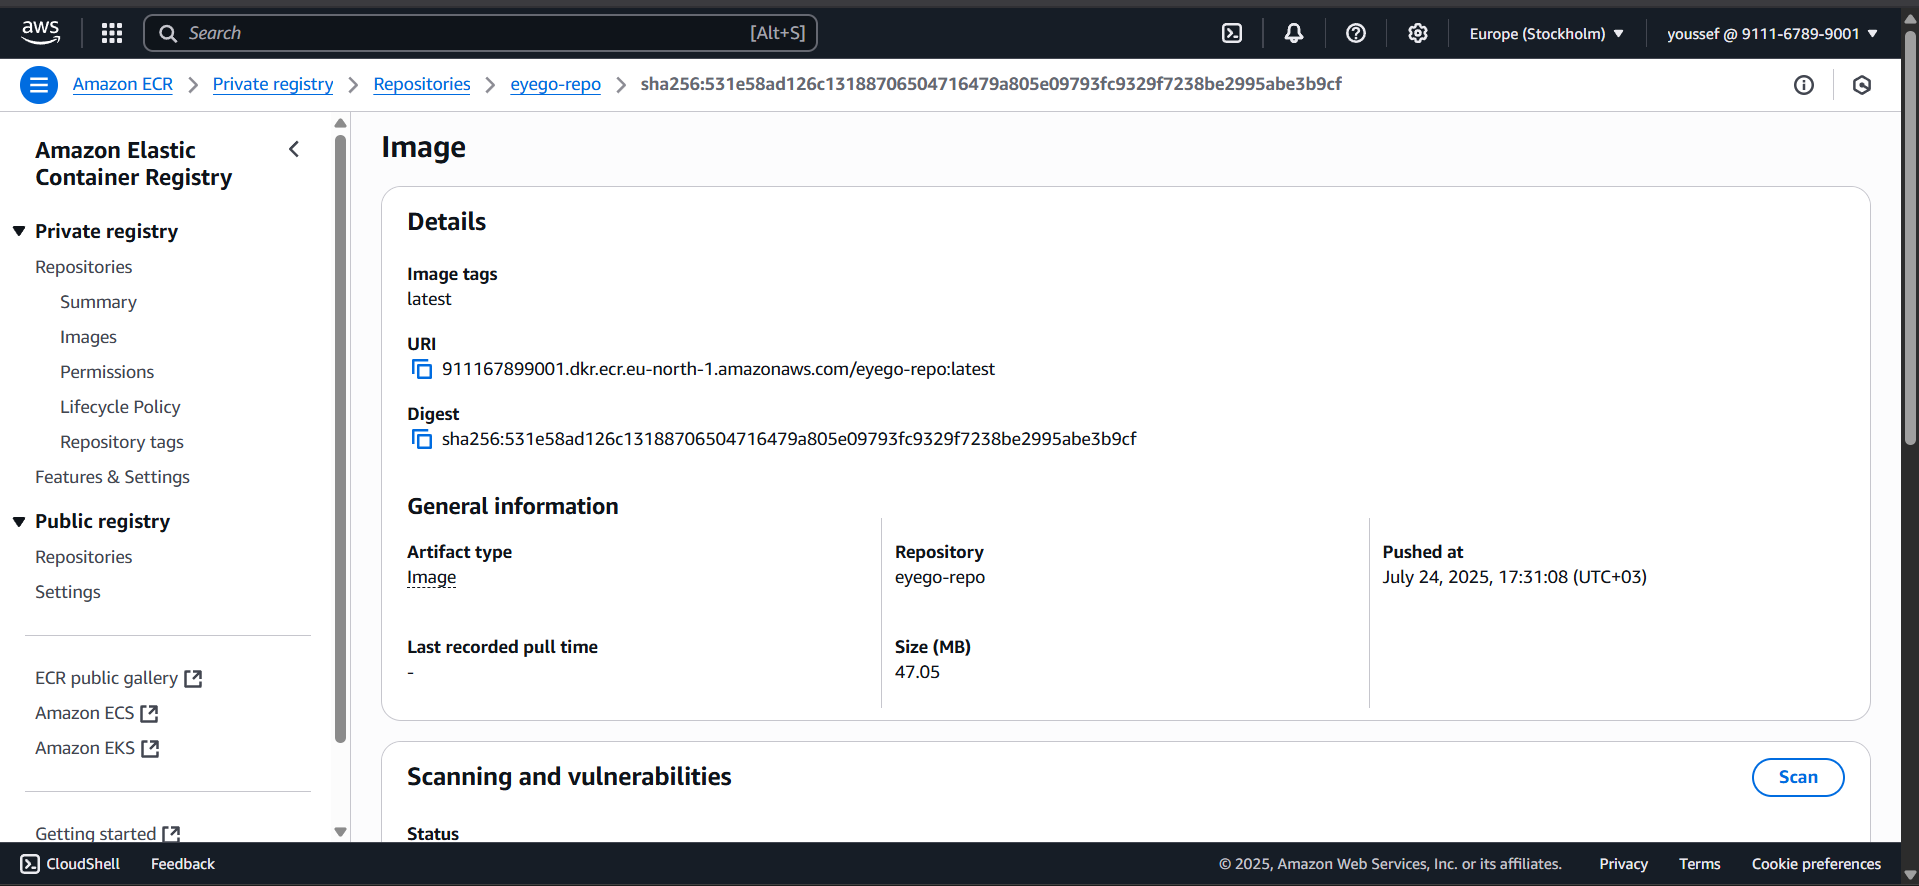 aws
Search
[Alt+S]
Europe (Stockholm)
youssef @ 9111-6789-9001
Amazon ECR
Private registry
Repositories
eyego-repo
sha256:531e58ad126c13188706504716479a805e09793fc9329f7238be2995abe3b9cf
Amazon Elastic
Container Registry
Private registry
Repositories
Summary
Images
Permissions
Lifecycle Policy
Repository tags
Features & Settings
Public registry
Repositories
Settings
ECR public gallery
Amazon ECS
Amazon EKS
Getting started
Image
Details
Image tags
latest
URI
911167899001.dkr.ecr.eu-north-1.amazonaws.com/eyego-repo:latest
Digest
sha256:531e58ad126c13188706504716479a805e09793fc9329f7238be2995abe3b9cf
General information
Artifact type
Image
Repository
eyego-repo
Pushed at
July 24, 2025, 17:31:08 (UTC+03)
Last recorded pull time
-
Size (MB)
47.05
Scanning and vulnerabilities
Scan
Status
CloudShell
Feedback
© 2025, Amazon Web Services, Inc. or its affiliates.
Privacy
Terms
Cookie preferences